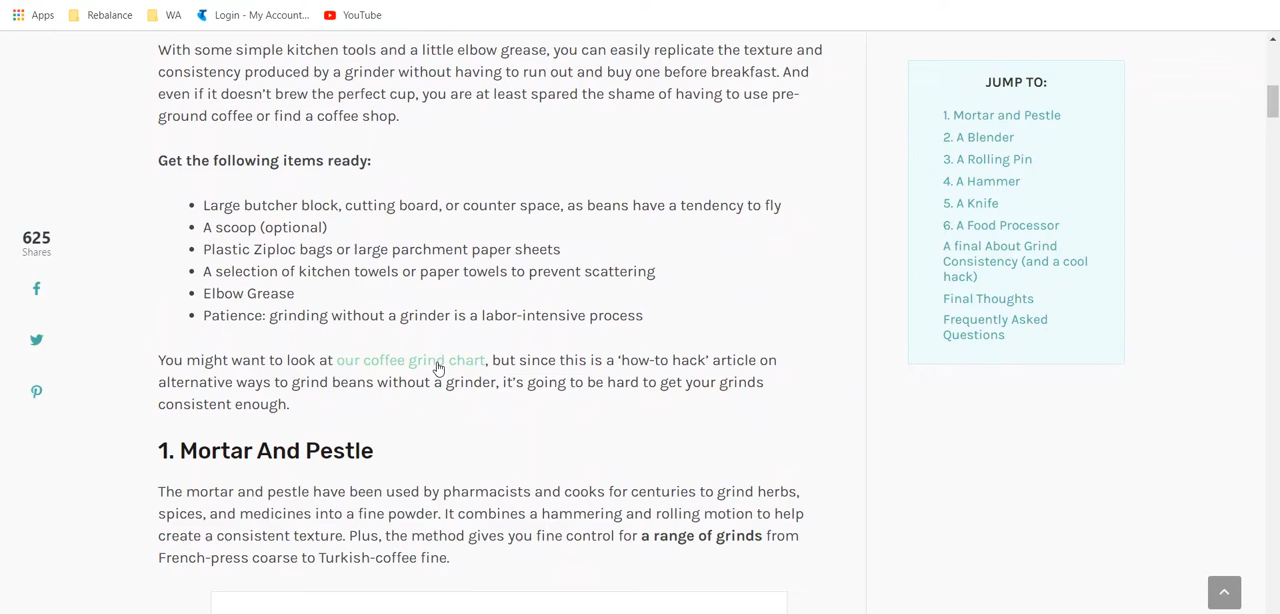 Apps Rebalance WA Login - My Account... YouTube
With some simple kitchen tools and a little elbow grease, you can easily replicate the texture and
consistency produced by a grinder without having to run out and buy one before breakfast. And
even if it doesn't brew the perfect cup, you are at least spared the shame of having to use pre-
ground coffee or find a coffee shop.
Get the following items ready:
• Large butcher block, cutting board, or counter space, as beans have a tendency to fly
• A scoop (optional)
• Plastic Ziploc bags or large parchment paper sheets
• A selection of kitchen towels or paper towels to prevent scattering
• Elbow Grease
• Patience: grinding without a grinder is a labor-intensive process
You might want to look at our coffee grind chart, but since this is a ‘how-to hack’ article on
alternative ways to grind beans without a grinder, it's going to be hard to get your grinds
consistent enough.
1. Mortar And Pestle
The mortar and pestle have been used by pharmacists and cooks for centuries to grind herbs,
spices, and medicines into a fine powder. It combines a hammering and rolling motion to help
create a consistent texture. Plus, the method gives you fine control for a range of grinds from
French-press coarse to Turkish-coffee fine.
625
Shares
JUMP TO:
1. Mortar and Pestle
2. A Blender
3. A Rolling Pin
4. A Hammer
5. A Knife
6. A Food Processor
A final About Grind
Consistency (and a cool
hack)
Final Thoughts
Frequently Asked
Questions